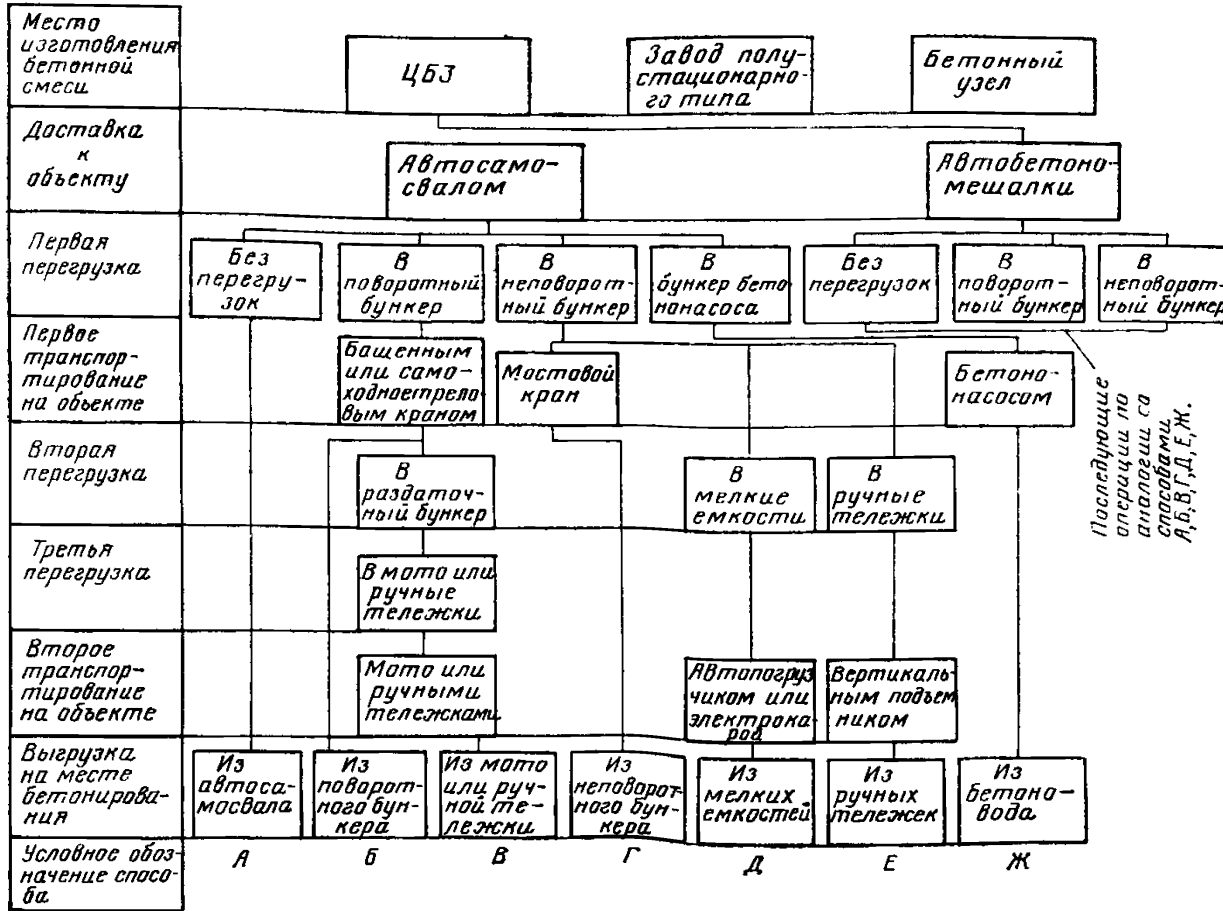 Место
изготовления
бетонной
смеси
ЦБЗ
Завод полу-
стационарно-
го типа
Бетонный
узел
Доставка
к
объекту
Автосамо-
свалом
Автобетоно-
мешалки
Первая
перегрузка
Без
перегру-
зок
В
поворотный
бункер
В
неповорот-
ный бункер
В
бункер бето
нонасоса
Без
перегрузок
В
поворот-
ный бункер
В
неповорот-
ный бункер
Первое
транспор-
тирование
на объекте
Башенным
или само-
ходнострело
вым краном
Мостовой
кран
Бетоно-
насосом
Последующие
операции по
аналогии со
способами
А,Б,В,Г,Д,Е,Ж.
Вторая
перегрузка
В
раздаточ-
ный бункер
В
мелкие
емкости
В
ручные
тележки
Третья
перегрузка
В мото или
ручные
тележки
Второе
транспор-
тирование
на объекте
Мото или
ручными
тележками
Автопогруз
чиком или
электрока-
рой
Вертикаль-
ным подъем
ником
Выгрузка
на месте
бетонирова-
ния
Из
автоса-
мосвала
Из
поворот-
ного бун-
кера
Из мото
или руч-
ной те-
лежки
Из
неповорот-
ного бун-
кера
Из
мелких
емкостей
Из
ручных
тележек
Из
бетоно-
вода
Условное обоз-
начение спосо-
ба
А
Б
В
Г
Д
Е
Ж